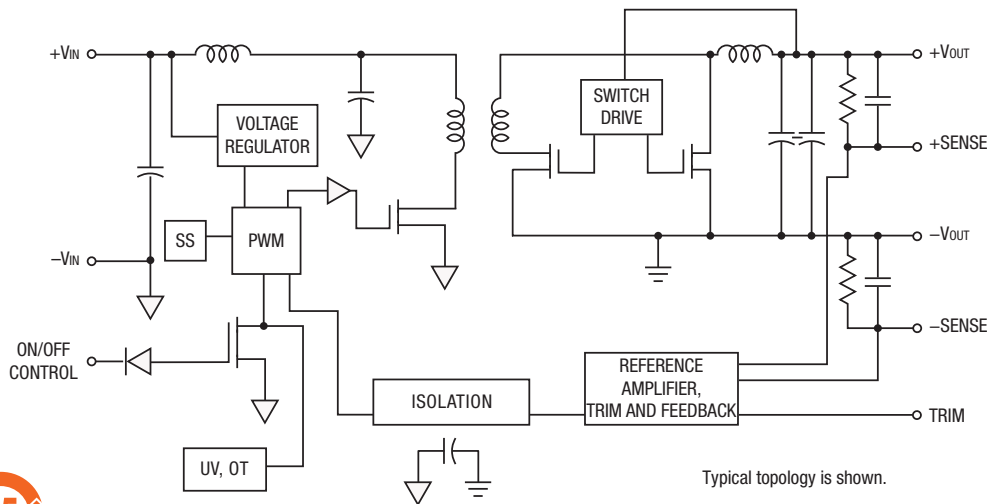 +VIN
+VOUT
SWITCH
DRIVE
VOLTAGE
REGULATOR
+SENSE
SS
PWM
–VOUT
–VIN
–SENSE
ON/OFF
CONTROL
REFERENCE
AMPLIFIER,
TRIM AND FEEDBACK
ISOLATION
TRIM
UV, OT
Typical topology is shown.